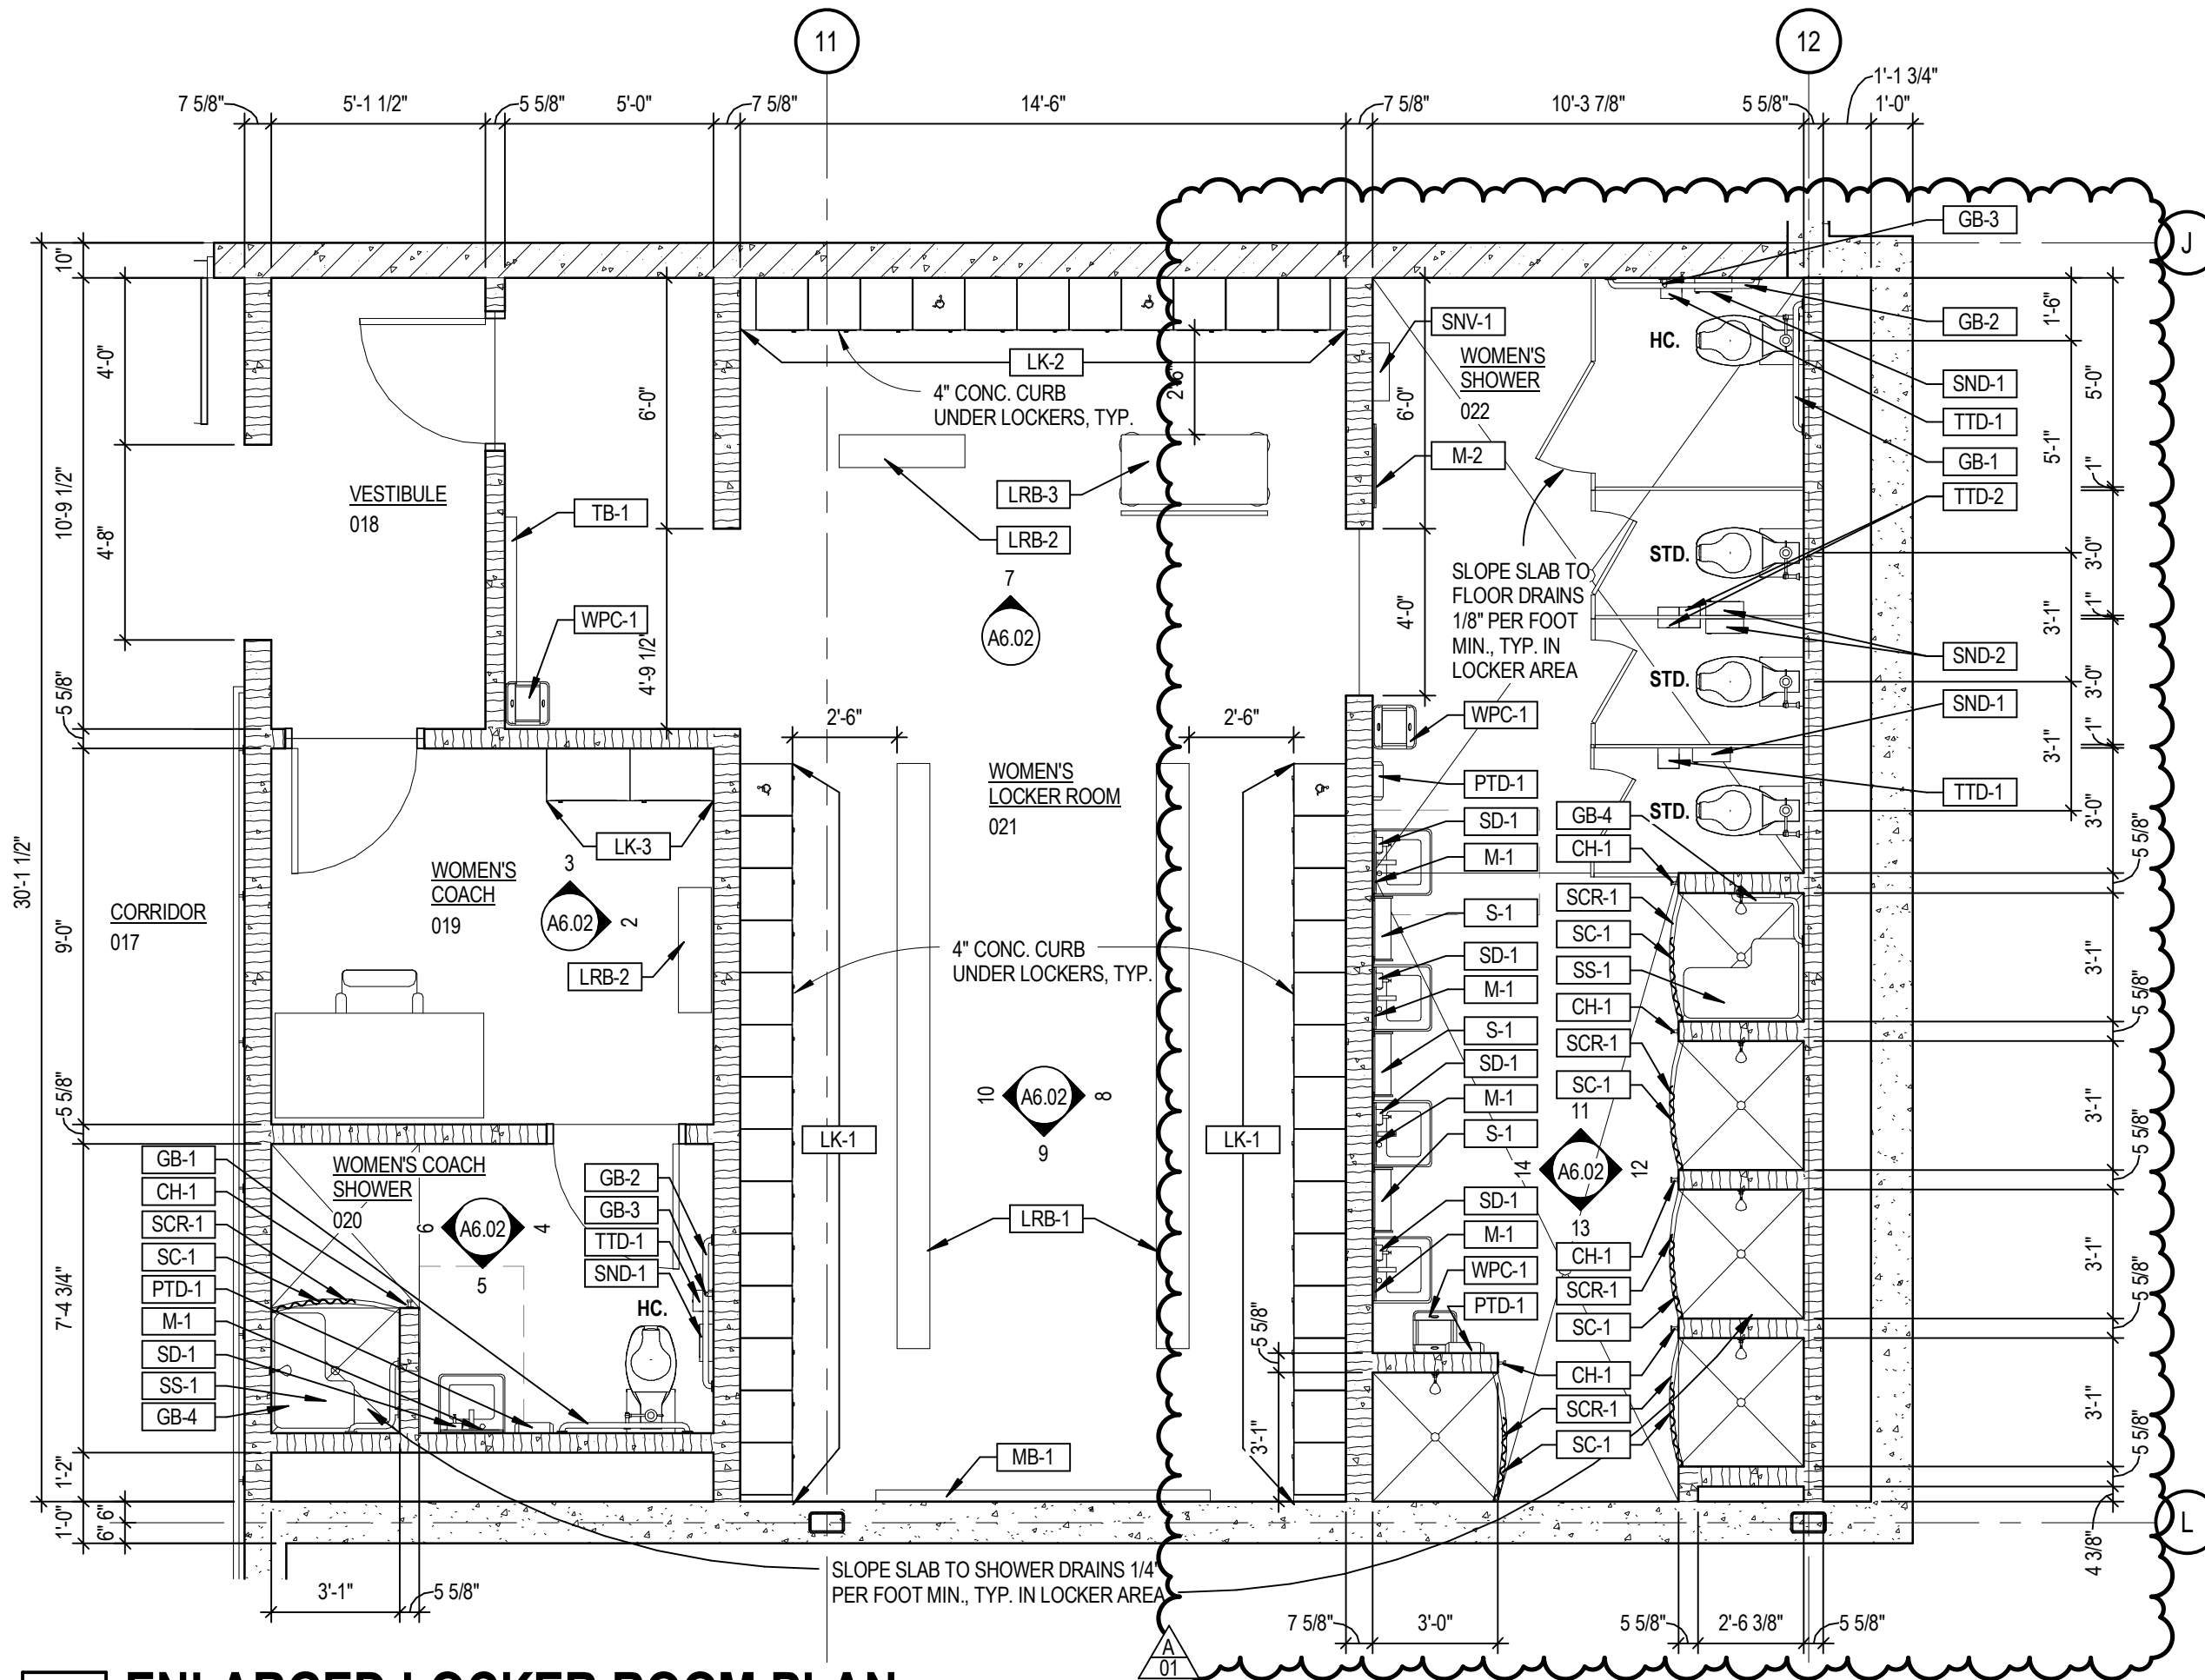 11
12
7 5/8"
5'-1 1/2"
5 5/8"
5'-0"
7 5/8"
14'-6"
7 5/8"
10'-3 7/8"
5 5/8"
1'-0"
1'-1 3/4"
J
L
10"
4'-0"
10'-9 1/2"
4'-8"
5 5/8"
30'-1 1/2"
9'-0"
5 5/8"
7'-4 3/4"
1'-2"
1'-0"
6"
6"
VESTIBULE
018
TB-1
WPC-1
6'-0"
4'-9 1/2"
LK-2
4" CONC. CURB
UNDER LOCKERS, TYP.
LRB-3
LRB-2
7
A6.02
2'-6"
2'-6"
WOMEN'S
LOCKER ROOM
021
CORRIDOR
017
WOMEN'S
COACH
019
LK-3
3
A6.02
2
LRB-2
4" CONC. CURB
UNDER LOCKERS, TYP.
10
A6.02
8
9
LK-1
LK-1
LRB-1
MB-1
WOMEN'S COACH
SHOWER
020
GB-1
CH-1
SCR-1
SC-1
PTD-1
M-1
SD-1
SS-1
GB-4
6
A6.02
4
5
GB-2
GB-3
TTD-1
SND-1
HC.
3'-1"
5 5/8"
SLOPE SLAB TO SHOWER DRAINS 1/4"
PER FOOT MIN., TYP. IN LOCKER AREA
SNV-1
WOMEN'S
SHOWER
022
6'-0"
M-2
SLOPE SLAB TO
FLOOR DRAINS
1/8" PER FOOT
MIN., TYP. IN
LOCKER AREA
4'-0"
WPC-1
PTD-1
SD-1
M-1
S-1
SD-1
M-1
S-1
SD-1
M-1
S-1
SD-1
M-1
WPC-1
PTD-1
HC.
STD.
STD.
STD.
GB-3
GB-2
SND-1
TTD-1
GB-1
TTD-2
SND-2
SND-1
TTD-1
GB-4
CH-1
SCR-1
SC-1
SS-1
CH-1
SCR-1
SC-1
11
14
A6.02
12
13
CH-1
SCR-1
SC-1
CH-1
SCR-1
SC-1
1'-6"
5'-0"
5'-1"
1"
3'-0"
1"
3'-1"
3'-0"
1"
3'-1"
3'-0"
5 5/8"
3'-1"
5 5/8"
3'-1"
5 5/8"
3'-1"
5 5/8"
3'-1"
5 5/8"
4 3/8"
5 5/8"
3'-1"
7 5/8"
3'-0"
5 5/8"
2'-6 3/8"
5 5/8"
A
01